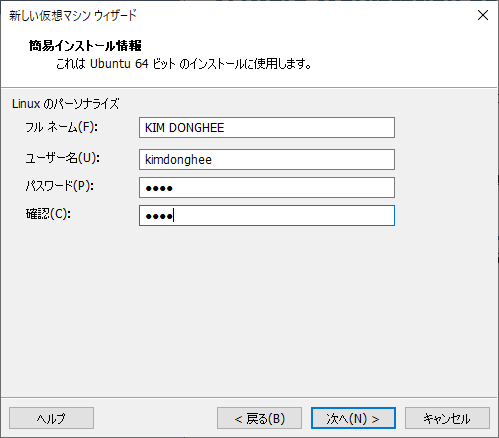 新しい仮想マシン ウィザード
簡易インストール情報
これは Ubuntu 64 ビット のインストールに使用します。
Linux のパーソナライズ
フル ネーム(F): KIM DONGHEE
ユーザー名(U): kimdonghee
パスワード(P): ●●●●
確認(C): ●●●●
ヘルプ < 戻る(B) 次へ(N) > キャンセル